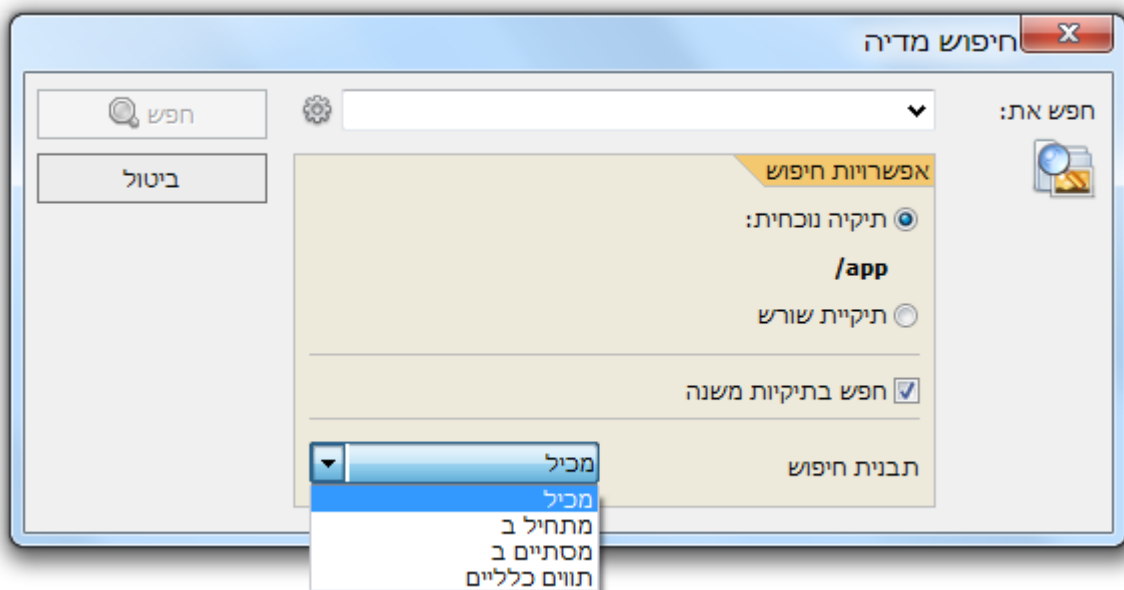 חיפוש מדיה
חפש את:
חפש
ביטול
אפשרויות חיפוש
תיקיה נוכחית:
/app
תיקיית שורש
חפש בתיקיות משנה
תבנית חיפוש
מכיל
מכיל
מתחיל ב
מסתיים ב
תווים כלליים